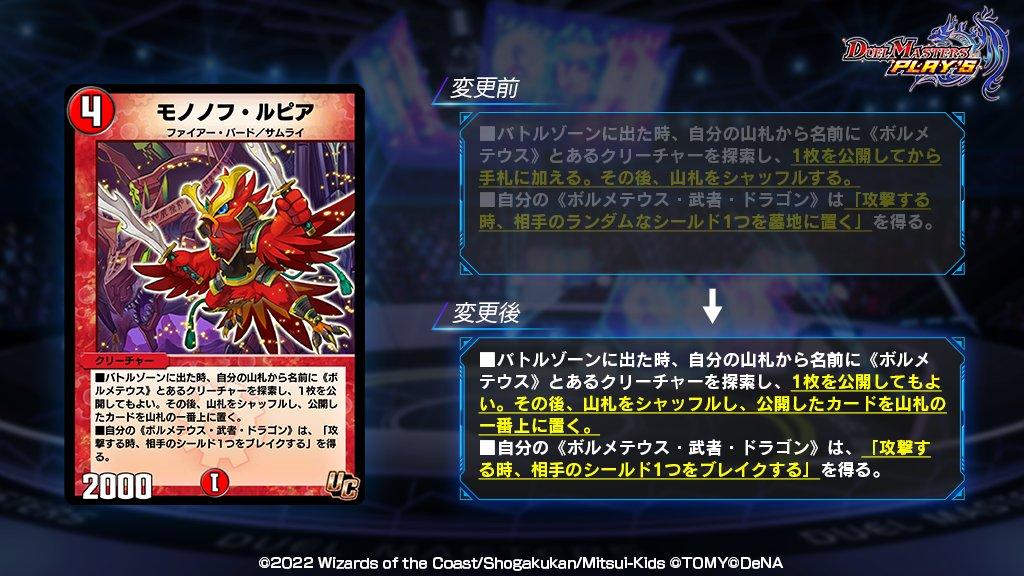 DUEL MASTERS
PLAY'S
変更前
■バトルゾーンに出た時、自分の山札から名前に《ボルメ
テウス》とあるクリーチャーを探索し、1枚を公開してから
手札に加える。その後、山札をシャッフルする。
■自分の《ボルメテウス・武者・ドラゴン》は「攻撃する
時、相手のランダムなシールド1つを墓地に置く」を得る。
変更後
■バトルゾーンに出た時、自分の山札から名前に《ボルメ
テウス》とあるクリーチャーを探索し、1枚を公開してもよ
い。その後、山札をシャッフルし、公開したカードを山札の
一番上に置く。
■自分の《ボルメテウス・武者・ドラゴン》は、「攻撃す
る時、相手のシールド1つをブレイクする」を得る。
4
モノノフ・ルピア
ファイアー・バード／サムライ
クリーチャー
■バトルゾーンに出た時、自分の山札から名前に《ボ
ルメテウス》とあるクリーチャーを探索し、1枚を公
開してもよい。その後、山札をシャッフルし、公開し
たカードを山札の一番上に置く。
■自分の《ボルメテウス・武者・ドラゴン》は、「攻
撃する時、相手のシールド1つをブレイクする」を得
る。
2000
1
UC
©2022 Wizards of the Coast/Shogakukan/Mitsui-Kids ©TOMY©DeNA